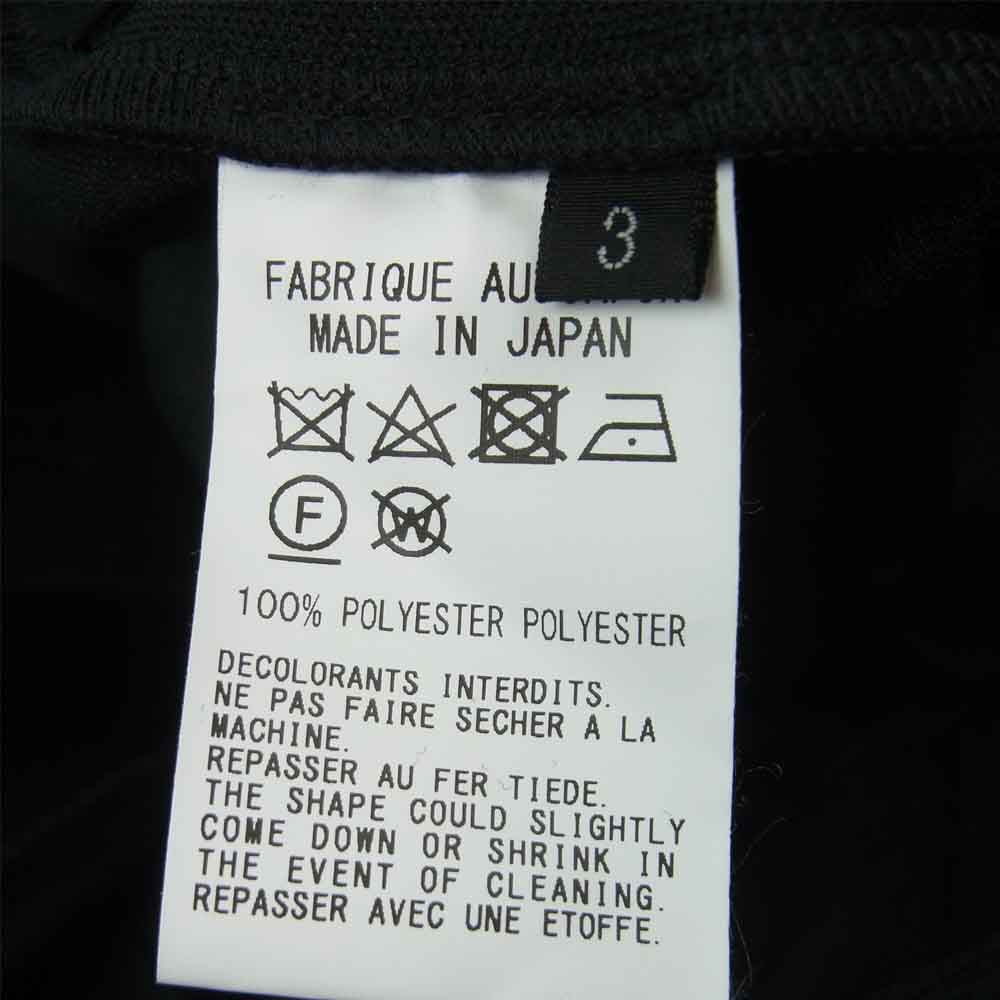 3
FABRIQUE AU
MADE IN JAPAN
F
W
100% POLYESTER POLYESTER
DECOLORANTS INTERDITS.
NE PAS FAIRE SECHER A LA
MACHINE.
REPASSER AU FER TIEDE.
THE SHAPE COULD SLIGHTLY
COME DOWN OR SHRINK IN
THE EVENT OF CLEANING.
REPASSER AVEC UNE ETOFFE.